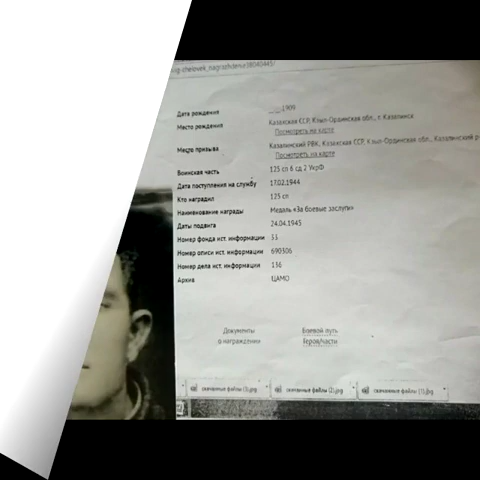 chelovek_nagrazhdenie18040445/
Дата рождения __.__.1909
Место рождения Казахская ССР, Кзыл-Ординская обл., г. Казалинск
Посмотреть на карте
Место призыва Казалинский РВК, Казахская ССР, Кзыл-Ординская обл., Казалинский р-
Посмотреть на карте
Воинская часть 125 сп 6 сд 2 УкрФ
Дата поступления на службу 17.02.1944
Кто наградил 125 сп
Наименование награды Медаль «За боевые заслуги»
Даты подвига 24.04.1945
Номер фонда ист. информации 33
Номер описи ист. информации 690306
Номер дела ист. информации 136
Архив ЦАМО
Документы Боевой путь
о награждении Героя/части
скачанные файлы (3).jpg скачанные файлы (2).jpg скачанные файлы (1).jpg